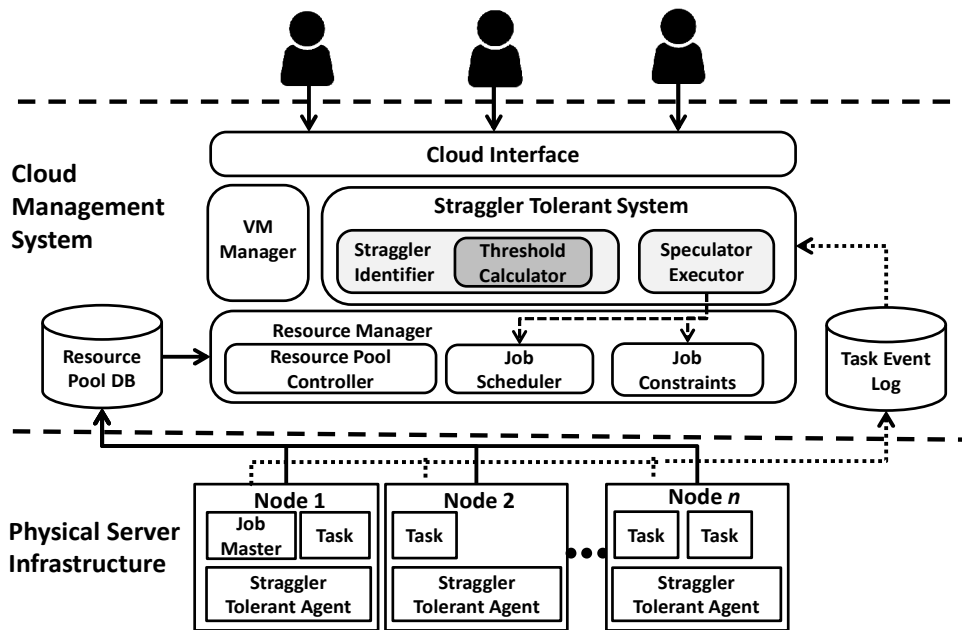 Cloud Interface
Cloud
Management
System
VM
Manager
Straggler Tolerant System
Straggler
Identifier
Threshold
Calculator
Speculator
Executor
Resource
Pool DB
Resource Manager
Resource Pool
Controller
Job
Scheduler
Job
Constraints
Task Event
Log
Physical Server
Infrastructure
Node 1
Job
Master
Task
Straggler
Tolerant Agent
Node 2
Task
Straggler
Tolerant Agent
Node n
Task
Task
Straggler
Tolerant Agent